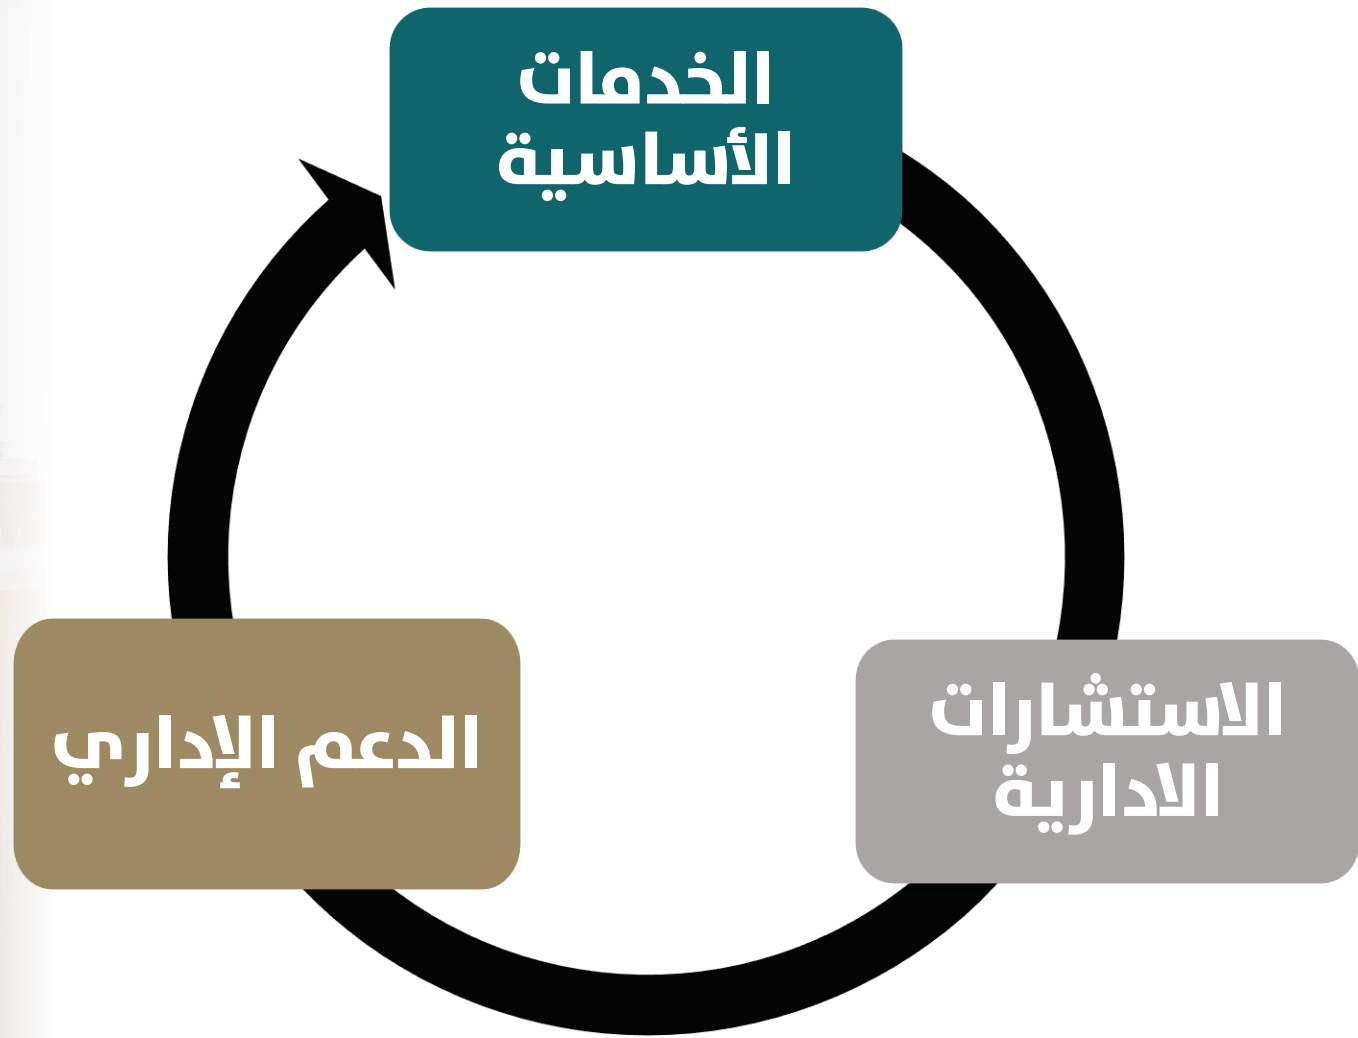 الخدمات
الأساسية
الاستشارات
الادارية
الدعم الإداري